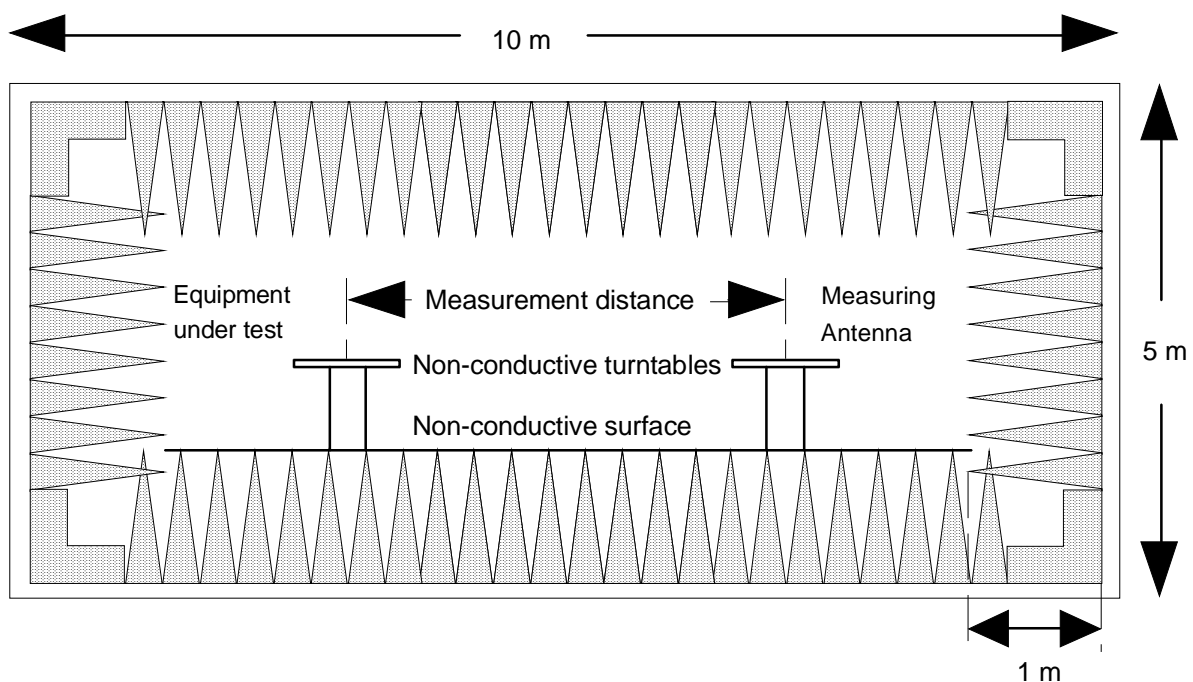 10 m
Equipment
under test
Measurement distance
Measuring
Antenna
5 m
Non-conductive turntables
Non-conductive surface
1 m